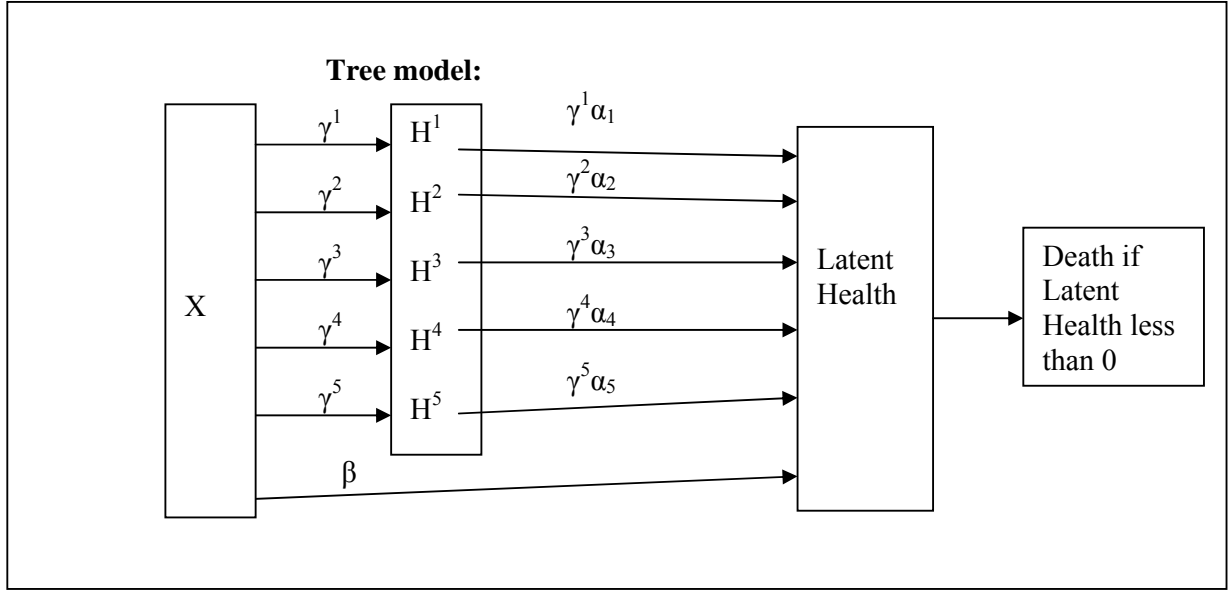 Tree model:
X
γ¹
γ²
γ³
γ⁴
γ⁵
β
H¹
H²
H³
H⁴
H⁵
γ¹α₁
γ²α₂
γ³α₃
γ⁴α₄
γ⁵α₅
Latent
Health
Death if
Latent
Health less
than 0